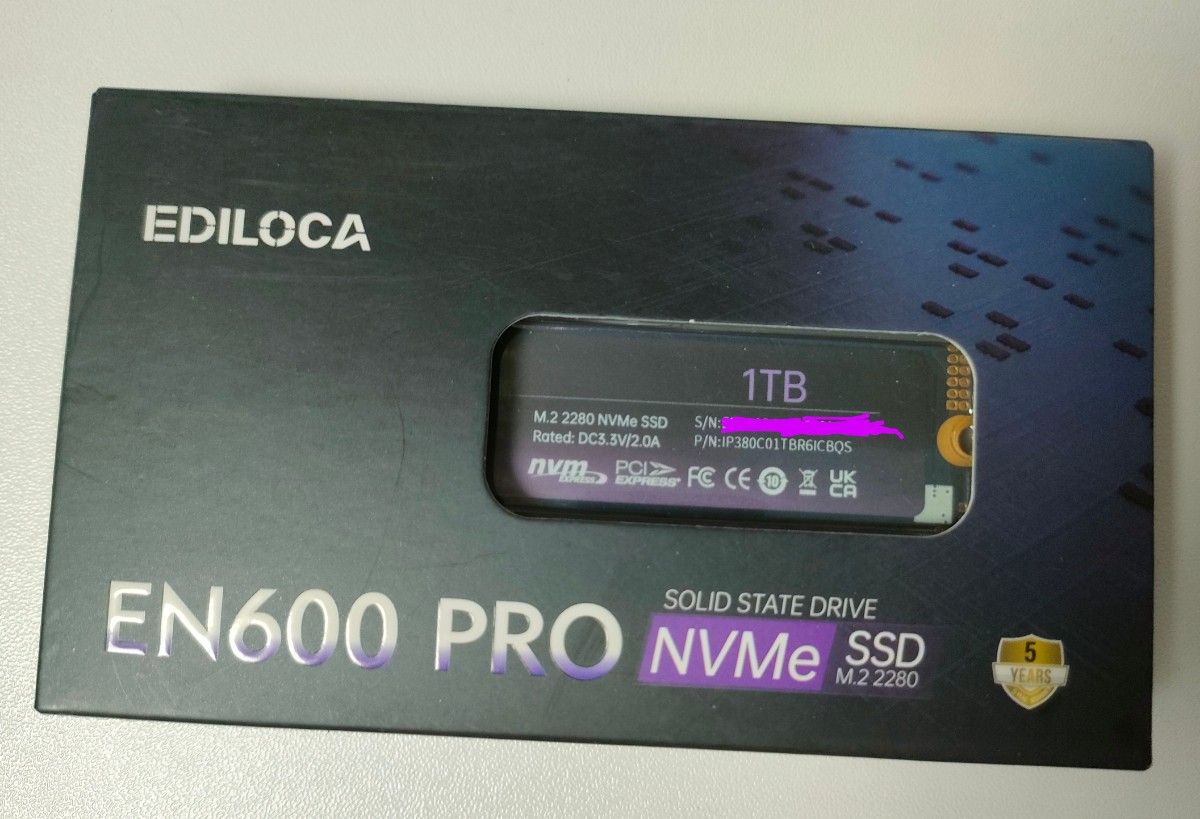 EDILOCA
1TB
M.2 2280 NVMe SSD
Rated: DC3.3V/2.0A
S/N:
P/N:IP380C01TBR6ICBQS
nvm
EXPRESS
PCI
EXPRESS
FC
CE
10
UK
CA
EN600 PRO
SOLID STATE DRIVE
NVMe
SSD
M.2 2280
5
YEARS